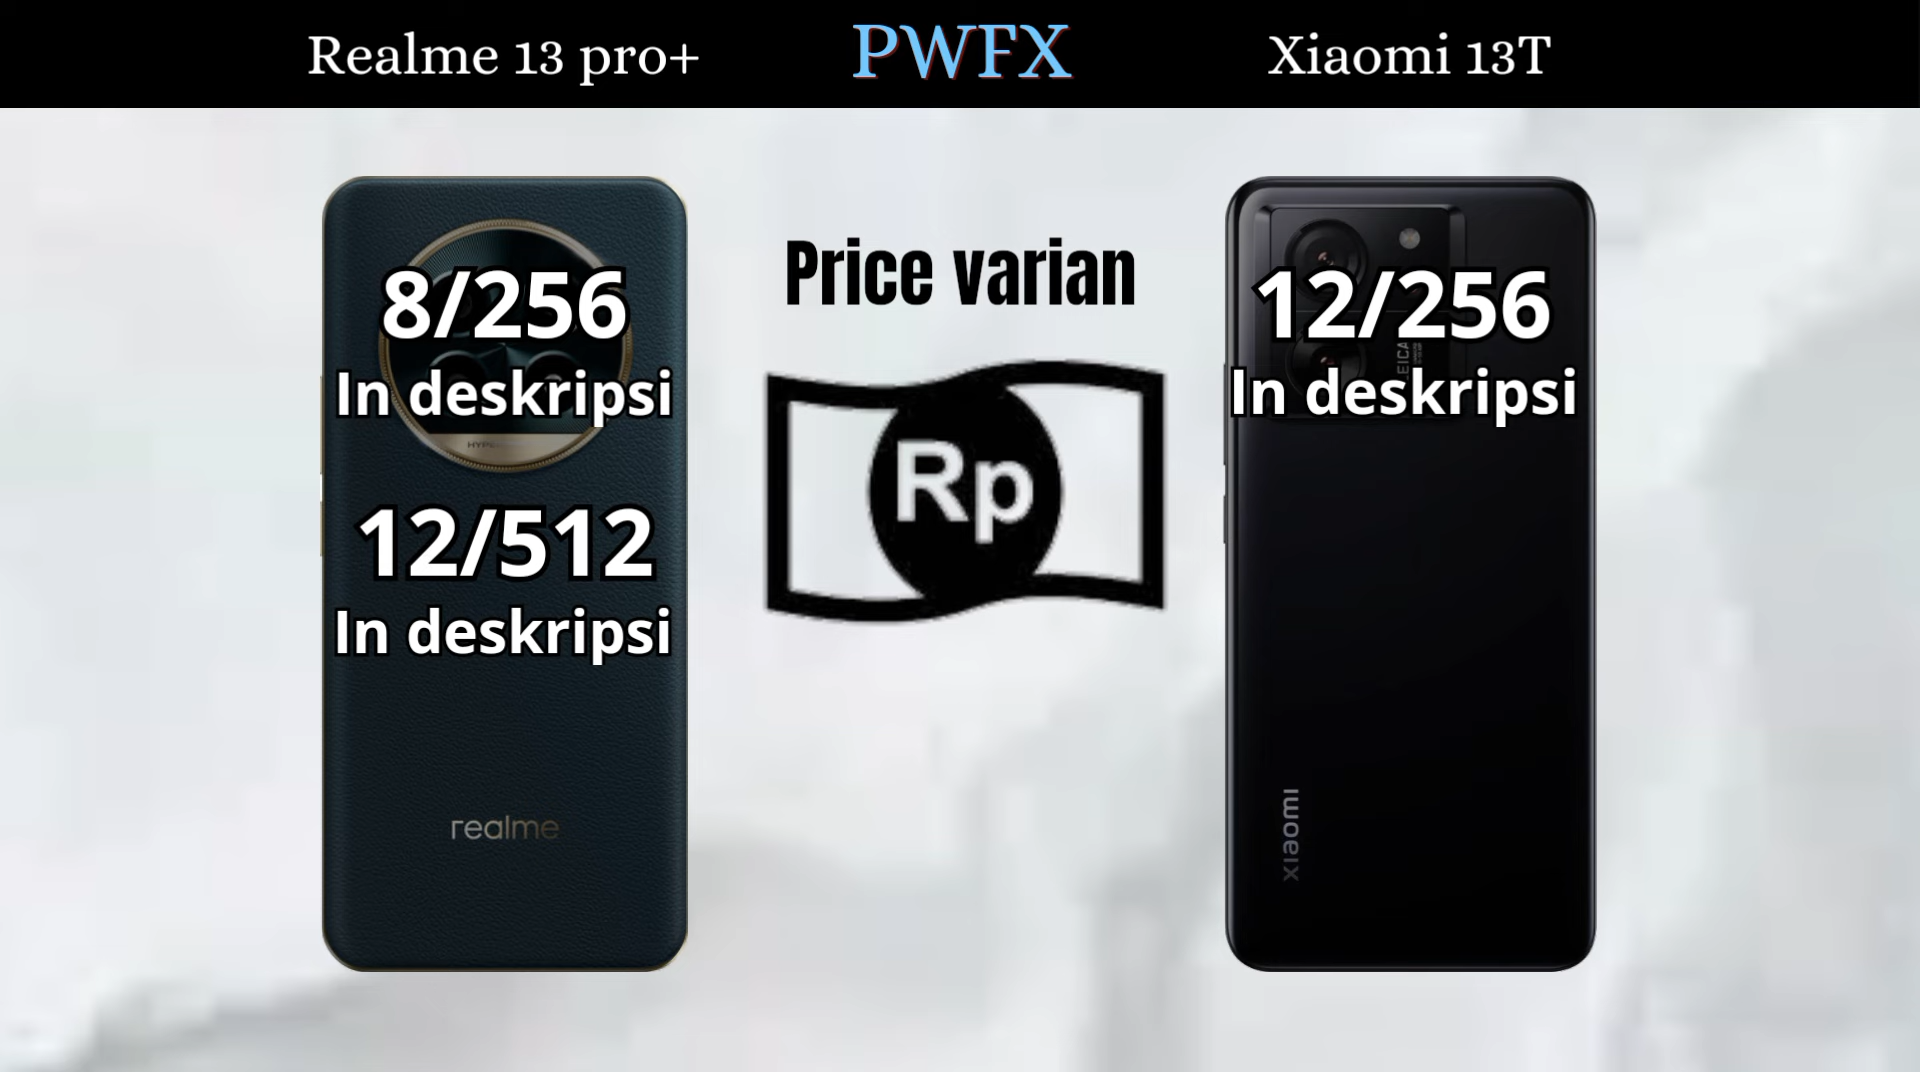 Realme 13 pro+
PWFX
Xiaomi 13T
8/256
In deskripsi
12/512
In deskripsi
realme
Price varian
Rp
12/256
In deskripsi
xiaomi